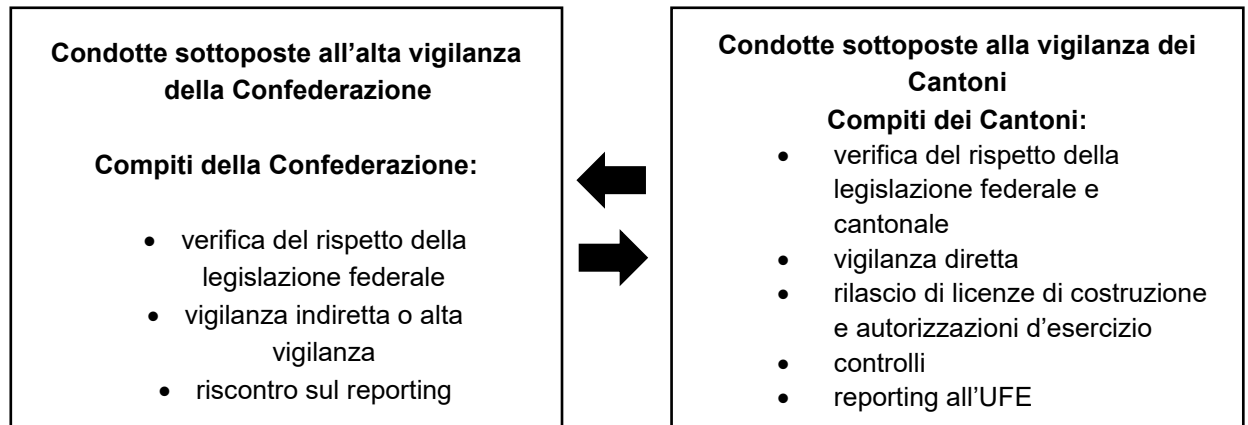 Condotte sottoposte all'alta vigilanza
della Confederazione
Compiti della Confederazione:
• verifica del rispetto della
legislazione federale
• vigilanza indiretta o alta
vigilanza
• riscontro sul reporting
Condotte sottoposte alla vigilanza dei
Cantoni
Compiti dei Cantoni:
• verifica del rispetto della
legislazione federale e
cantonale
• vigilanza diretta
• rilascio di licenze di costruzione
e autorizzazioni d'esercizio
• controlli
• reporting all'UFE